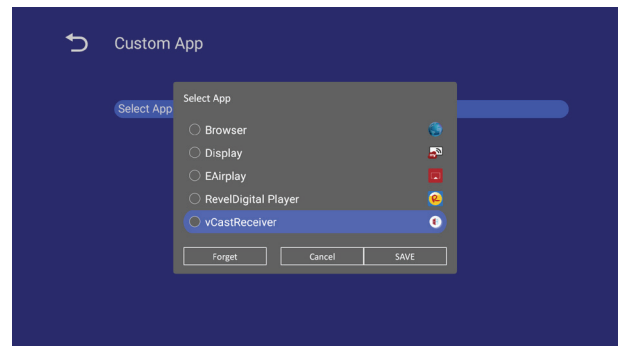 Custom App
Select App
Select App
Browser
Display
EAirplay
RevelDigital Player
vCastReceiver
Forget Cancel SAVE